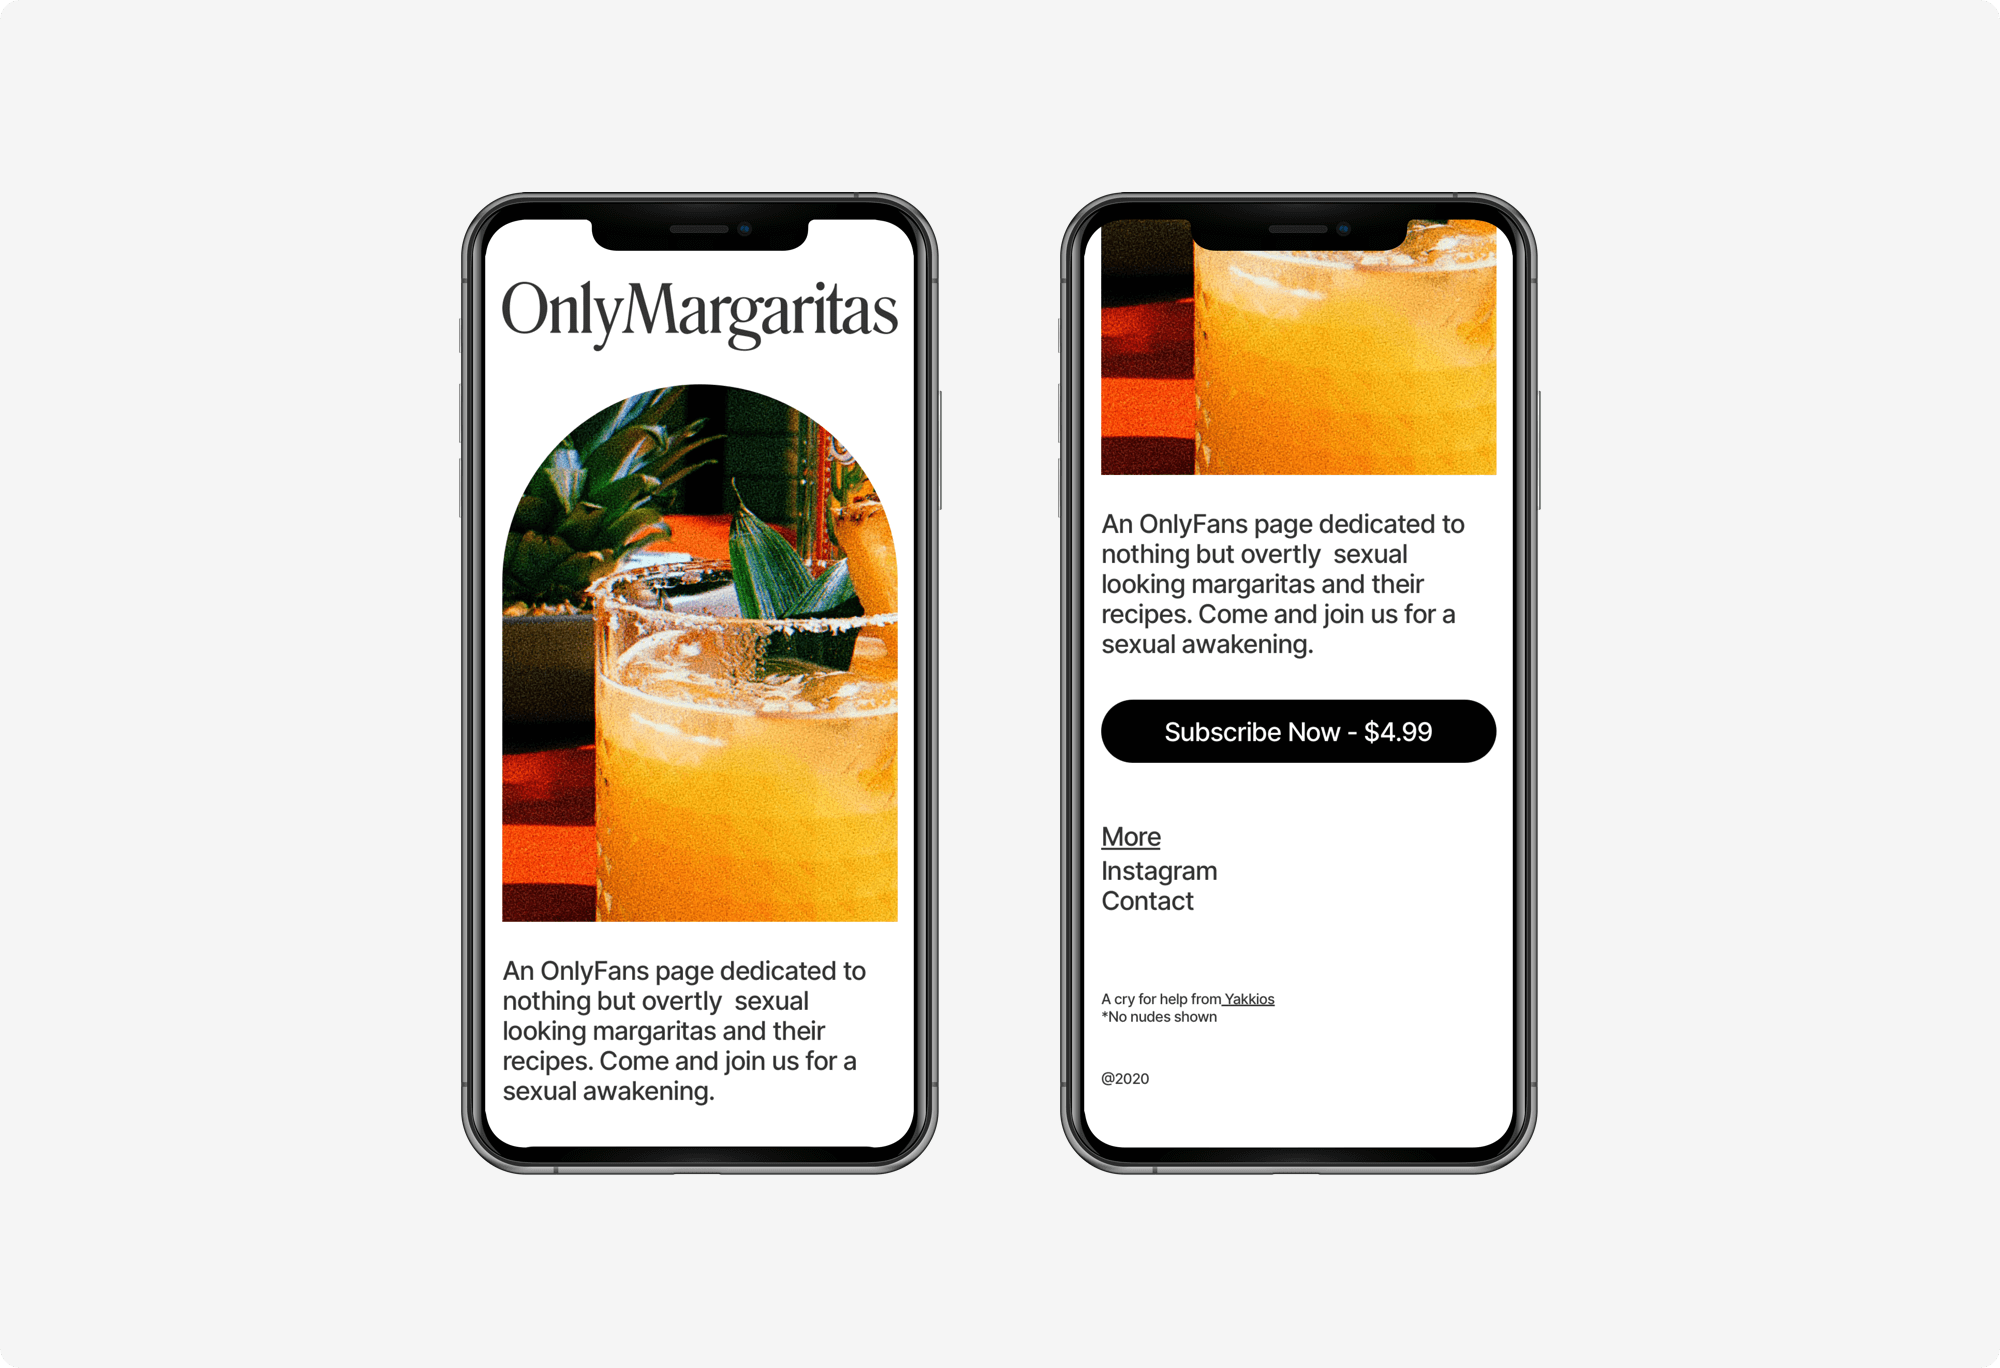 OnlyMargaritas
An OnlyFans page dedicated to
nothing but overtly  sexual
looking margaritas and their
recipes. Come and join us for a
sexual awakening.
An OnlyFans page dedicated to
nothing but overtly  sexual
looking margaritas and their
recipes. Come and join us for a
sexual awakening.
Subscribe Now - $4.99
More
Instagram
Contact
A cry for help from Yakkios
*No nudes shown
@2020